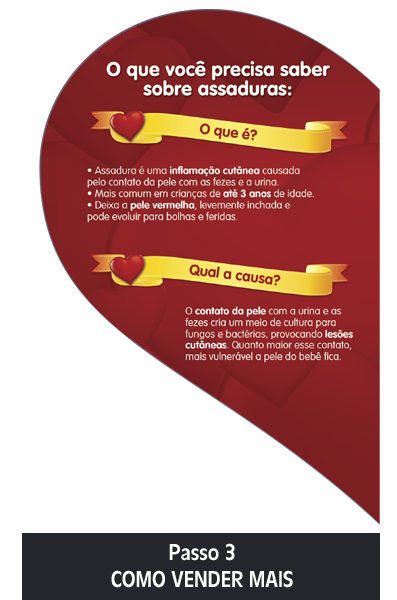 O que você precisa saber
sobre assaduras:
O que é?
• Assadura é uma inflamação cutânea causada
pelo contato da pele com as fezes e a urina.
• Mais comum em crianças de até 3 anos de idade.
• Deixa a pele vermelha, levemente inchada e
pode evoluir para bolhas e feridas.
Qual a causa?
O contato da pele com a urina e as
fezes cria um meio de cultura para
fungos e bactérias, provocando lesões
cutâneas. Quanto maior esse contato,
mais vulnerável a pele do bebê fica.
Passo 3
COMO VENDER MAIS